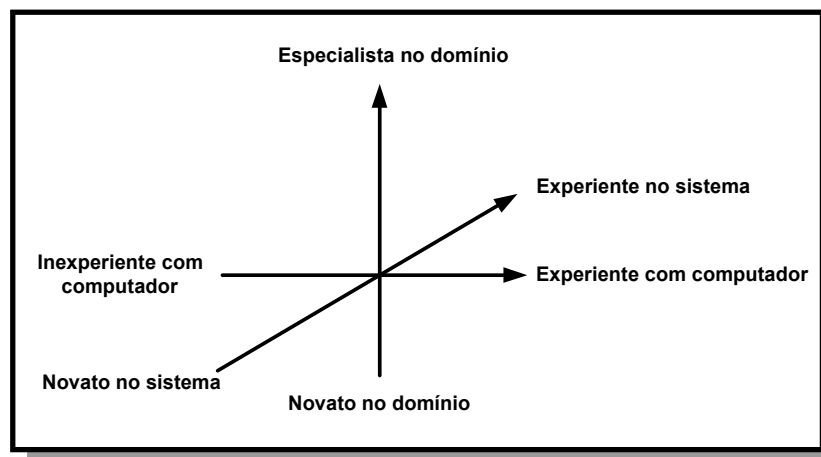 Especialista no domínio
Experiente no sistema
Inexperiente com
computador
Experiente com computador
Novato no sistema
Novato no domínio